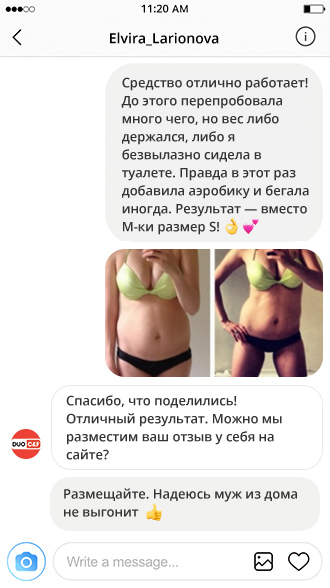 11:20 AM
Elvira_Larionova
Средство отлично работает!
До этого перепробовала
много чего, но вес либо
держался, либо я
безвылазно сидела в
туалете. Правда в этот раз
добавила аэробику и бегала
иногда. Результат — вместо
М-ки размер S! 👌💕
Спасибо, что поделились!
Отличный результат. Можно мы
разместим ваш отзыв у себя на
сайте?
DUO C&F
Размещайте. Надеюсь муж из дома
не выгонит 👍
Write a message...